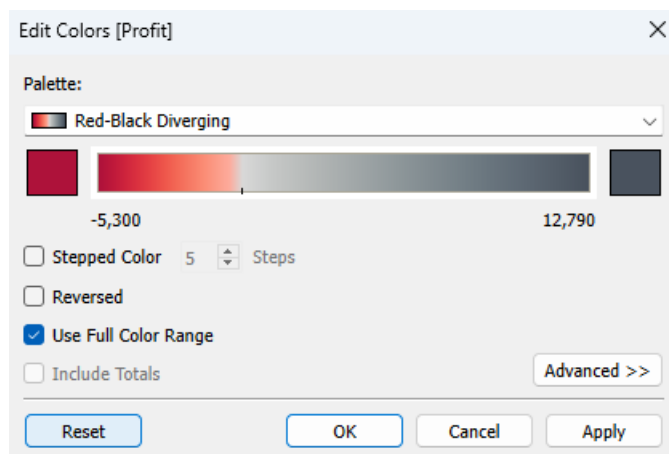 Edit Colors [Profit]
Palette:
Red-Black Diverging
-5,300 12,790
Stepped Color 5 Steps
Reversed
Use Full Color Range
Include Totals Advanced >>
Reset OK Cancel Apply